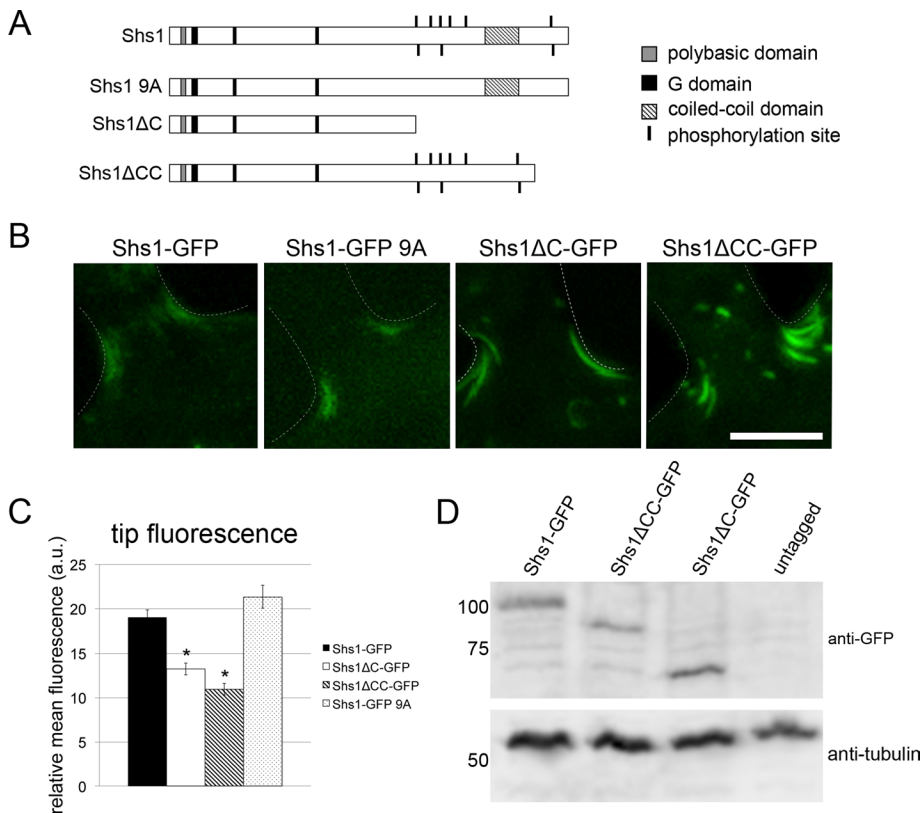 A
Shs1
Shs1 9A
Shs1ΔC
Shs1ΔCC
polybasic domain
G domain
coiled-coil domain
phosphorylation site
B
Shs1-GFP
Shs1-GFP 9A
Shs1ΔC-GFP
Shs1ΔCC-GFP
C
tip fluorescence
relative mean fluorescence (a.u.)
25
20
15
10
5
0
*
*
Shs1-GFP
Shs1ΔC-GFP
Shs1ΔCC-GFP
Shs1-GFP 9A
D
Shs1-GFP
Shs1ΔCC-GFP
Shs1ΔC-GFP
untagged
100
75
anti-GFP
50
anti-tubulin